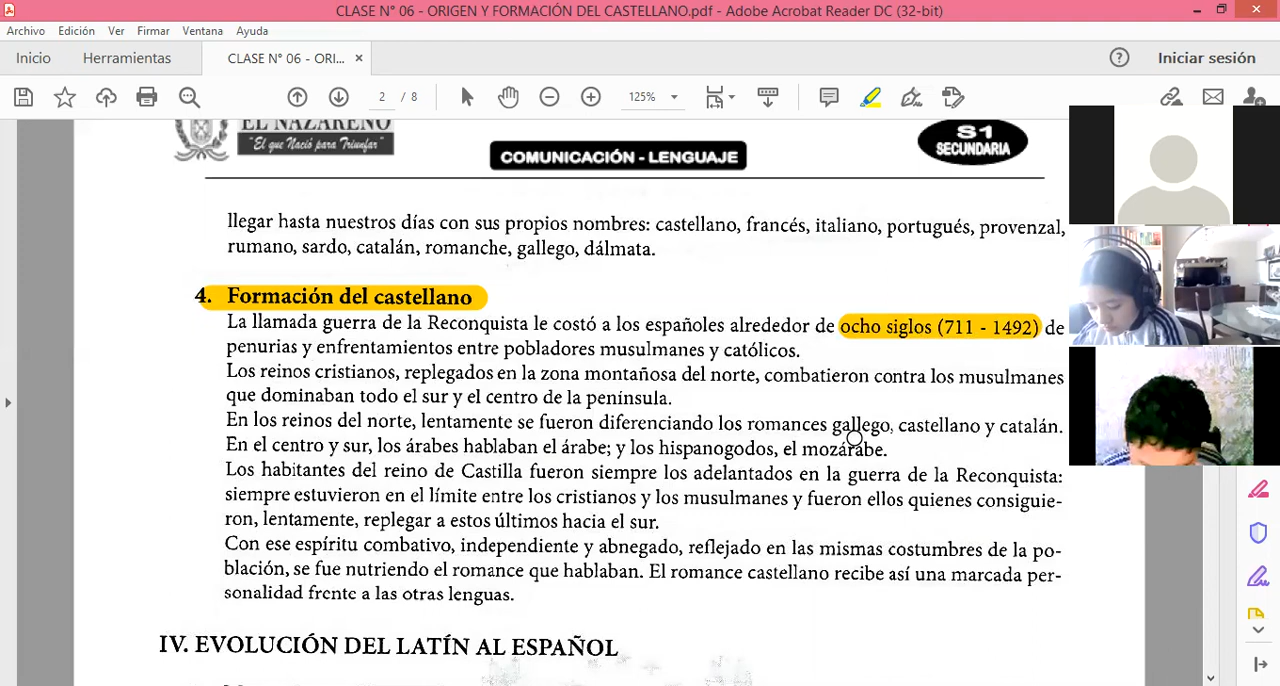 CLASE N° 06 - ORIGEN Y FORMACIÓN DEL CASTELLANO.pdf - Adobe Acrobat Reader DC (32-bit)
Archivo Edición Ver Firmar Ventana Ayuda
Inicio Herramientas CLASE N° 06 - ORI... × Iniciar sesión
2 / 8 125%
EL NAZARENO
"El que Nació para Triunfar"
COMUNICACIÓN - LENGUAJE
S1
SECUNDARIA
llegar hasta nuestros días con sus propios nombres: castellano, francés, italiano, portugués, provenzal,
rumano, sardo, catalán, romanche, gallego, dálmata.
4. Formación del castellano
La llamada guerra de la Reconquista le costó a los españoles alrededor de ocho siglos (711 - 1492) de
penurias y enfrentamientos entre pobladores musulmanes y católicos.
Los reinos cristianos, replegados en la zona montañosa del norte, combatieron contra los musulmanes
que dominaban todo el sur y el centro de la península.
En los reinos del norte, lentamente se fueron diferenciando los romances gallego, castellano y catalán.
En el centro y sur, los árabes hablaban el árabe; y los hispanogodos, el mozárabe.
Los habitantes del reino de Castilla fueron siempre los adelantados en la guerra de la Reconquista:
siempre estuvieron en el límite entre los cristianos y los musulmanes y fueron ellos quienes consiguie-
ron, lentamente, replegar a estos últimos hacia el sur.
Con ese espíritu combativo, independiente y abnegado, reflejado en las mismas costumbres de la po-
blación, se fue nutriendo el romance que hablaban. El romance castellano recibe así una marcada per-
sonalidad frente a las otras lenguas.
IV. EVOLUCIÓN DEL LATÍN AL ESPAÑOL